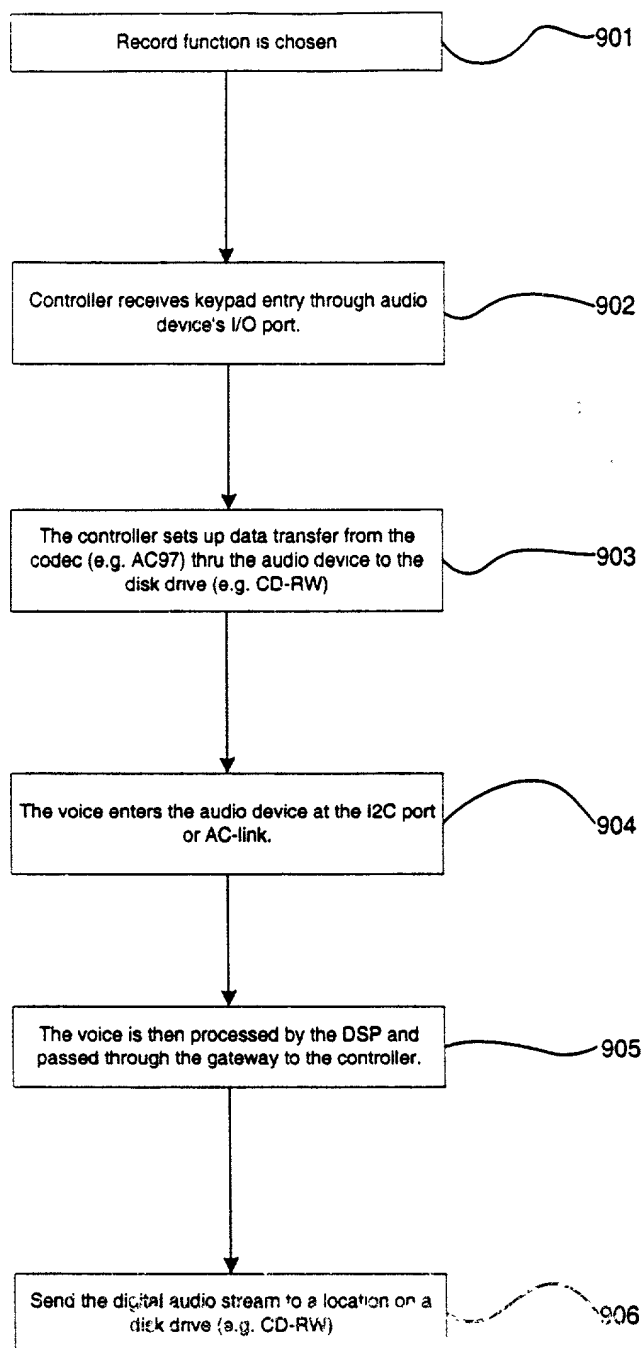 Record function is chosen
901
Controller receives keypad entry through audio
device's I/O port.
902
The controller sets up data transfer from the
codec (e.g. AC97) thru the audio device to the
disk drive (e.g. CD-RW)
903
The voice enters the audio device at the I2C port
or AC-link.
904
The voice is then processed by the DSP and
passed through the gateway to the controller.
905
Send the digital audio stream to a location on a
disk drive (e.g. CD-RW)
906